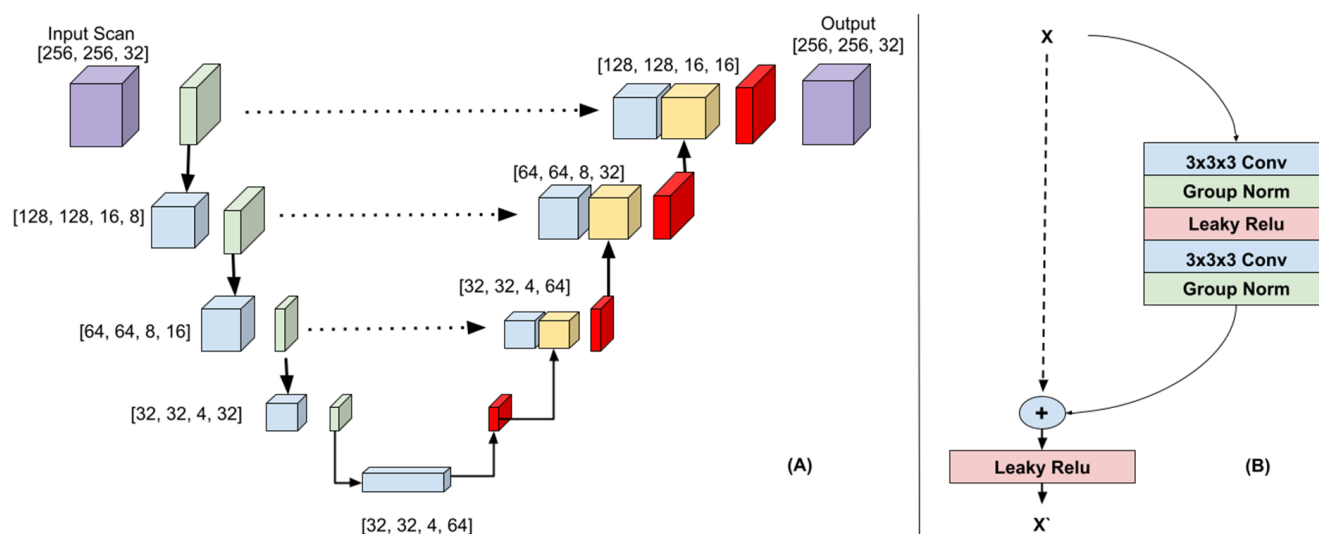 Input Scan
[256, 256, 32]
Output
[256, 256, 32]
[128, 128, 16, 16]
[64, 64, 8, 32]
[128, 128, 16, 8]
[32, 32, 4, 64]
[64, 64, 8, 16]
[32, 32, 4, 32]
[32, 32, 4, 64]
(A)
X
3x3x3 Conv
Group Norm
Leaky Relu
3x3x3 Conv
Group Norm
+
Leaky Relu
(B)
X`